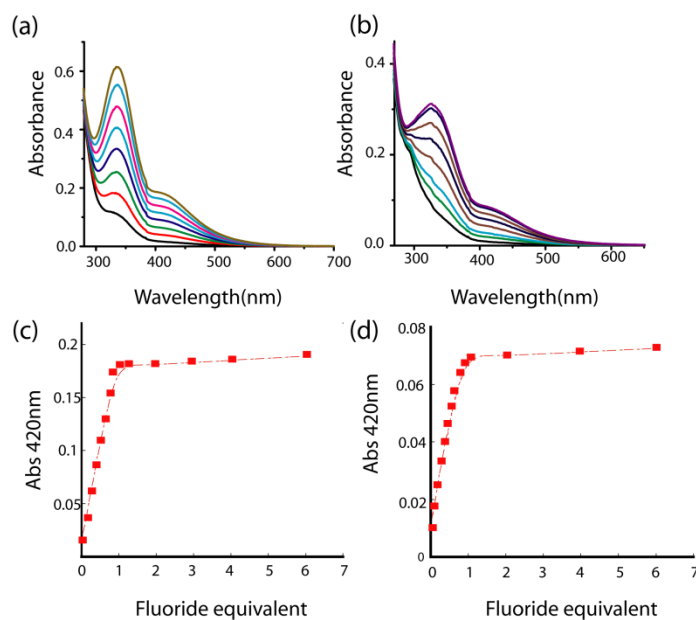 (a)
(b)
Absorbance
0.6
0.4
0.2
0.0
300 400 500 600 700
Wavelength(nm)
Absorbance
0.4
0.2
0.0
300 400 500 600
Wavelength(nm)
(c)
(d)
Abs 420nm
0.2
0.15
0.1
0.05
0 1 2 3 4 5 6 7
Fluoride equivalent
Abs 420nm
0.08
0.06
0.04
0.02
0
0 1 2 3 4 5 6 7
Fluoride equivalent